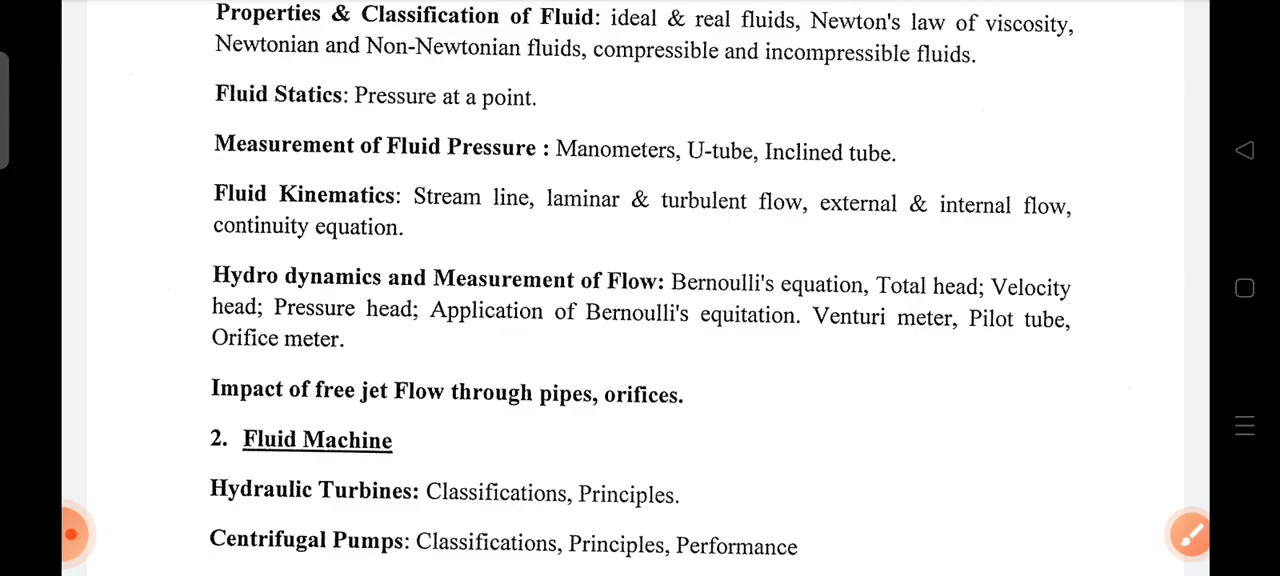 Properties & Classification of Fluid: ideal & real fluids, Newton's law of viscosity,
Newtonian and Non-Newtonian fluids, compressible and incompressible fluids.
Fluid Statics: Pressure at a point.
Measurement of Fluid Pressure : Manometers, U-tube, Inclined tube.
Fluid Kinematics: Stream line, laminar & turbulent flow, external & internal flow,
continuity equation.
Hydro dynamics and Measurement of Flow: Bernoulli's equation, Total head; Velocity
head; Pressure head; Application of Bernoulli's equitation. Venturi meter, Pilot tube,
Orifice meter.
Impact of free jet Flow through pipes, orifices.
2. Fluid Machine
Hydraulic Turbines: Classifications, Principles.
Centrifugal Pumps: Classifications, Principles, Performance